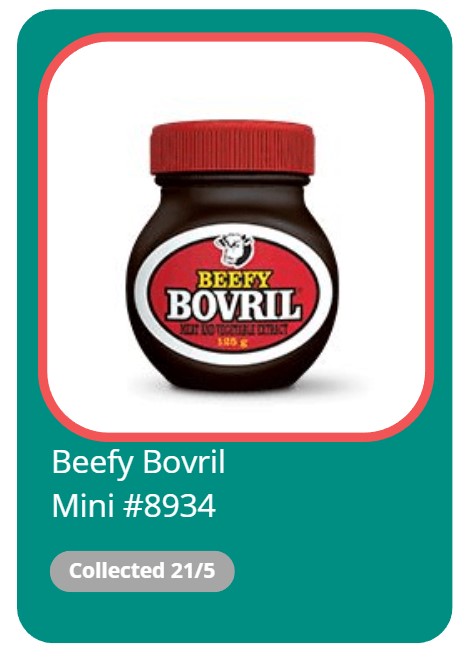 BEEFY
BOVRIL
MEAT AND VEGETABLE EXTRACT
125 g
Beefy Bovril
Mini #8934
Collected 21/5